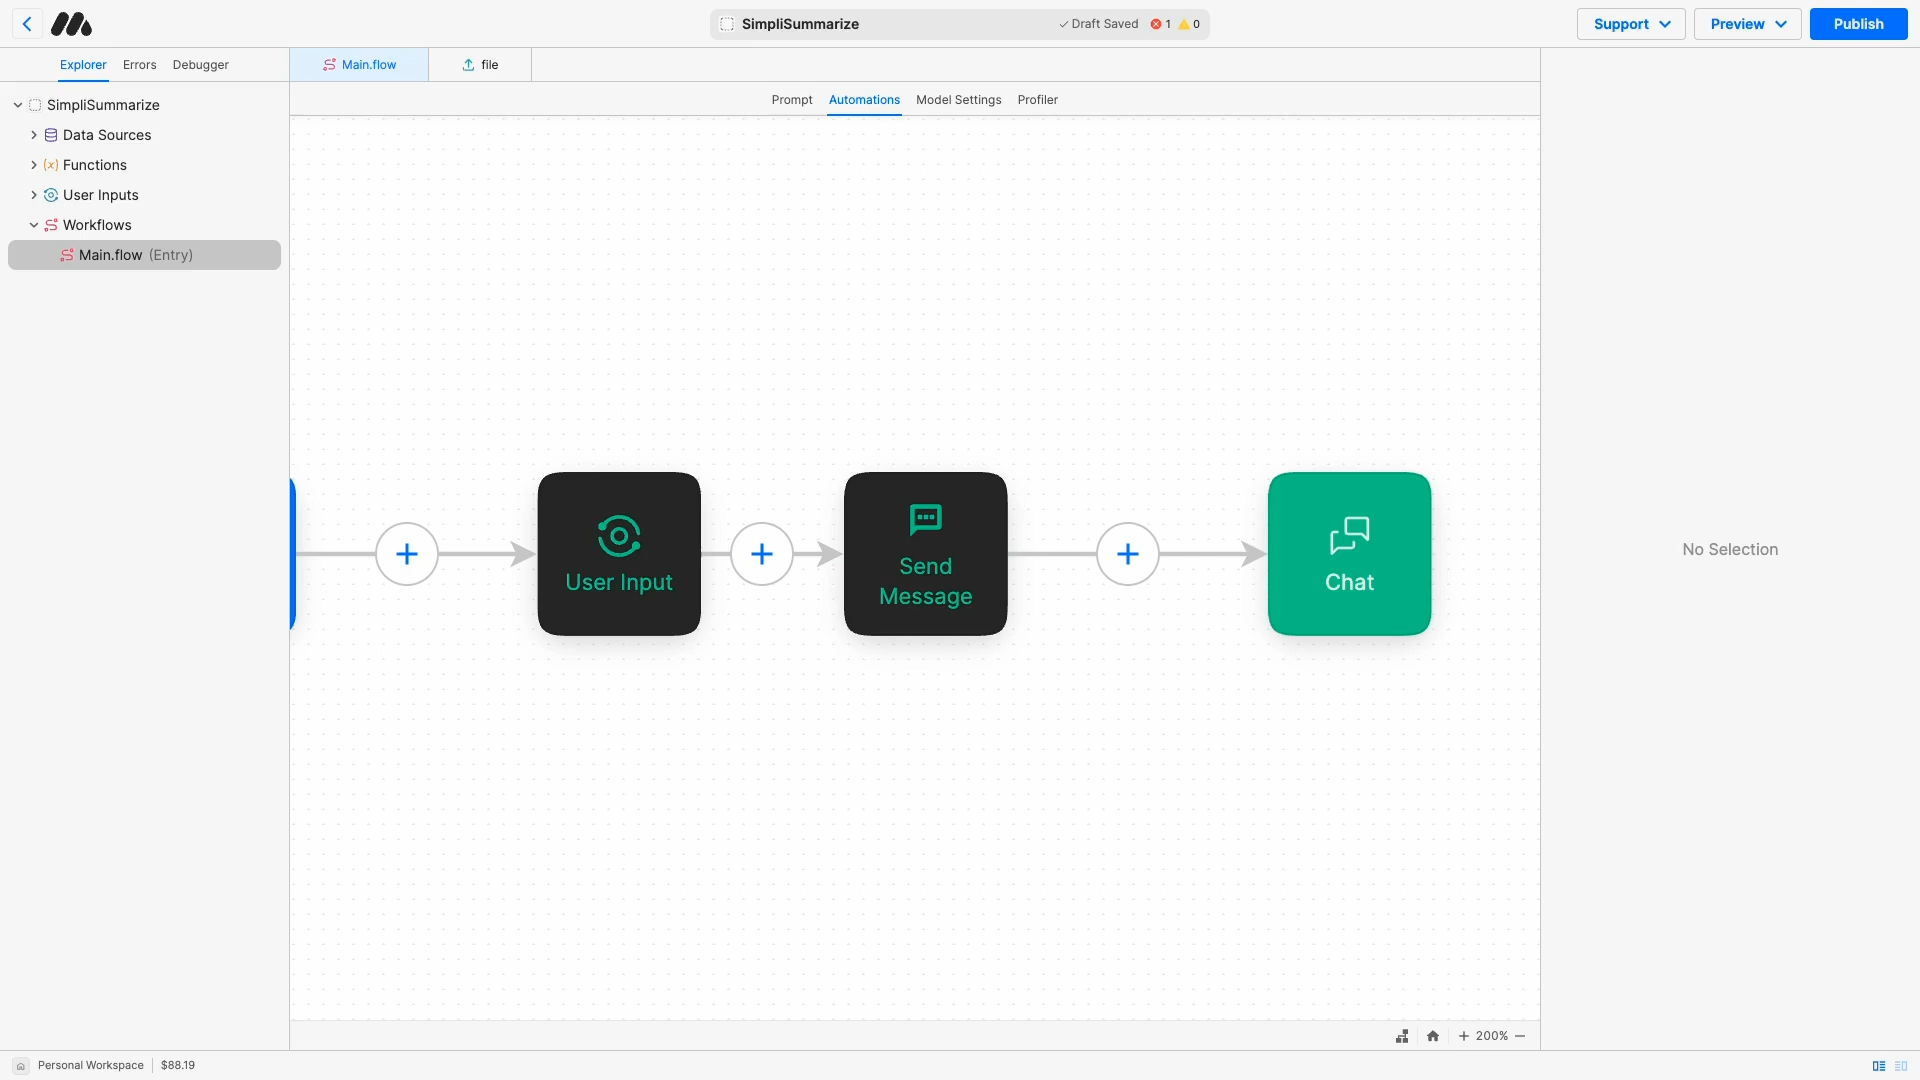 SimpliSummarize
Draft Saved
1
0
Support
Preview
Publish
Explorer
Errors
Debugger
Main.flow
file
Prompt
Automations
Model Settings
Profiler
SimpliSummarize
Data Sources
Functions
User Inputs
Workflows
Main.flow (Entry)
User Input
Send
Message
Chat
No Selection
200%
Personal Workspace
$88.19